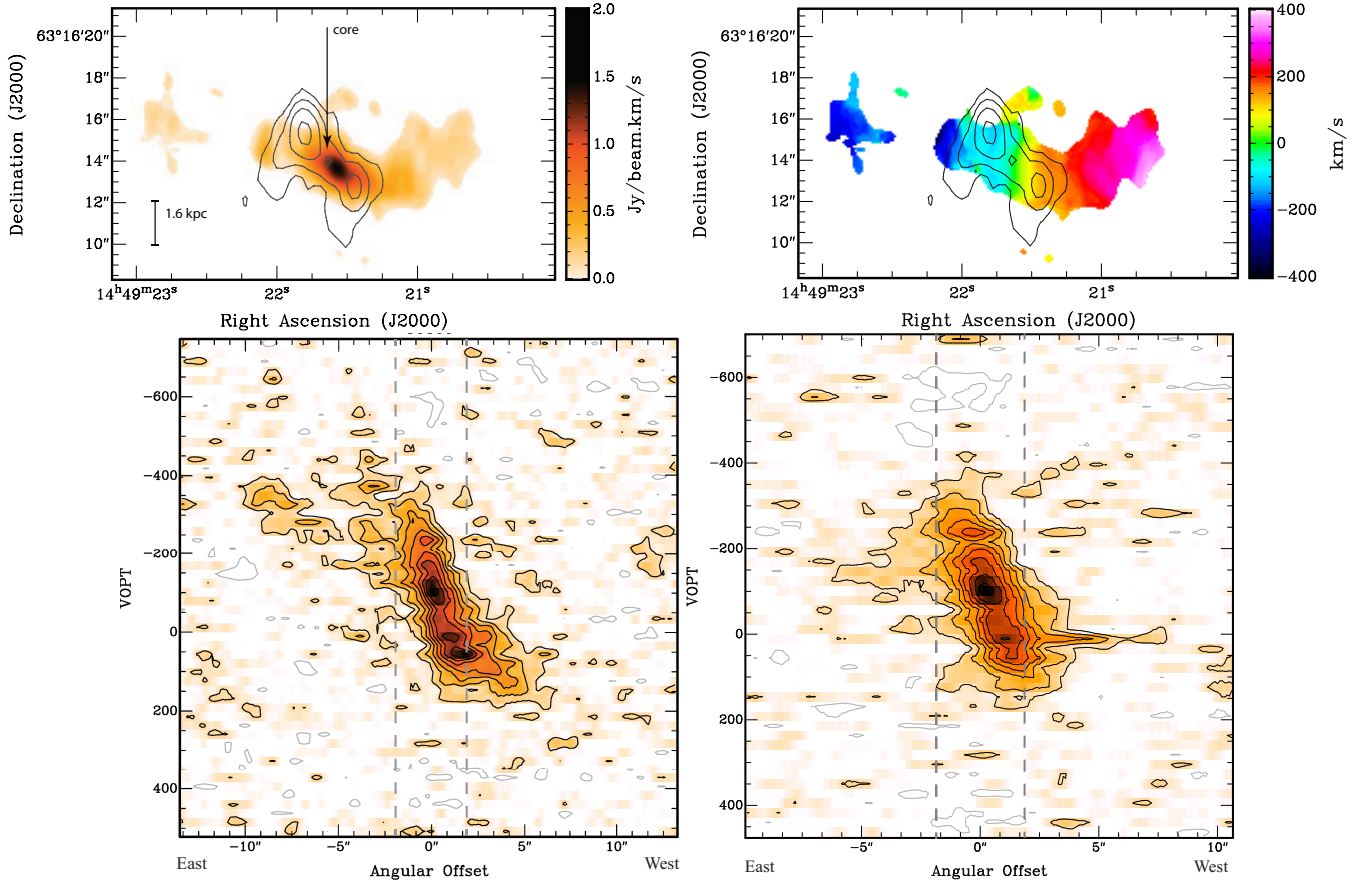 core
2.0
1.5
1.0
0.5
0.0
Jy/beam.km/s
Declination (J2000)
63°16'20"
18"
16"
14"
12"
10"
1.6 kpc
14ʰ49ᵐ23ˢ
22ˢ
21ˢ
Right Ascension (J2000)
400
200
0
−200
−400
km/s
Declination (J2000)
63°16'20"
18"
16"
14"
12"
10"
14ʰ49ᵐ23ˢ
22ˢ
21ˢ
Right Ascension (J2000)
VOPT
−600
−400
−200
0
200
400
−10"
−5"
0"
5"
10"
East
Angular Offset
West
VOPT
−600
−400
−200
0
200
400
−5"
0"
5"
10"
East
Angular Offset
West